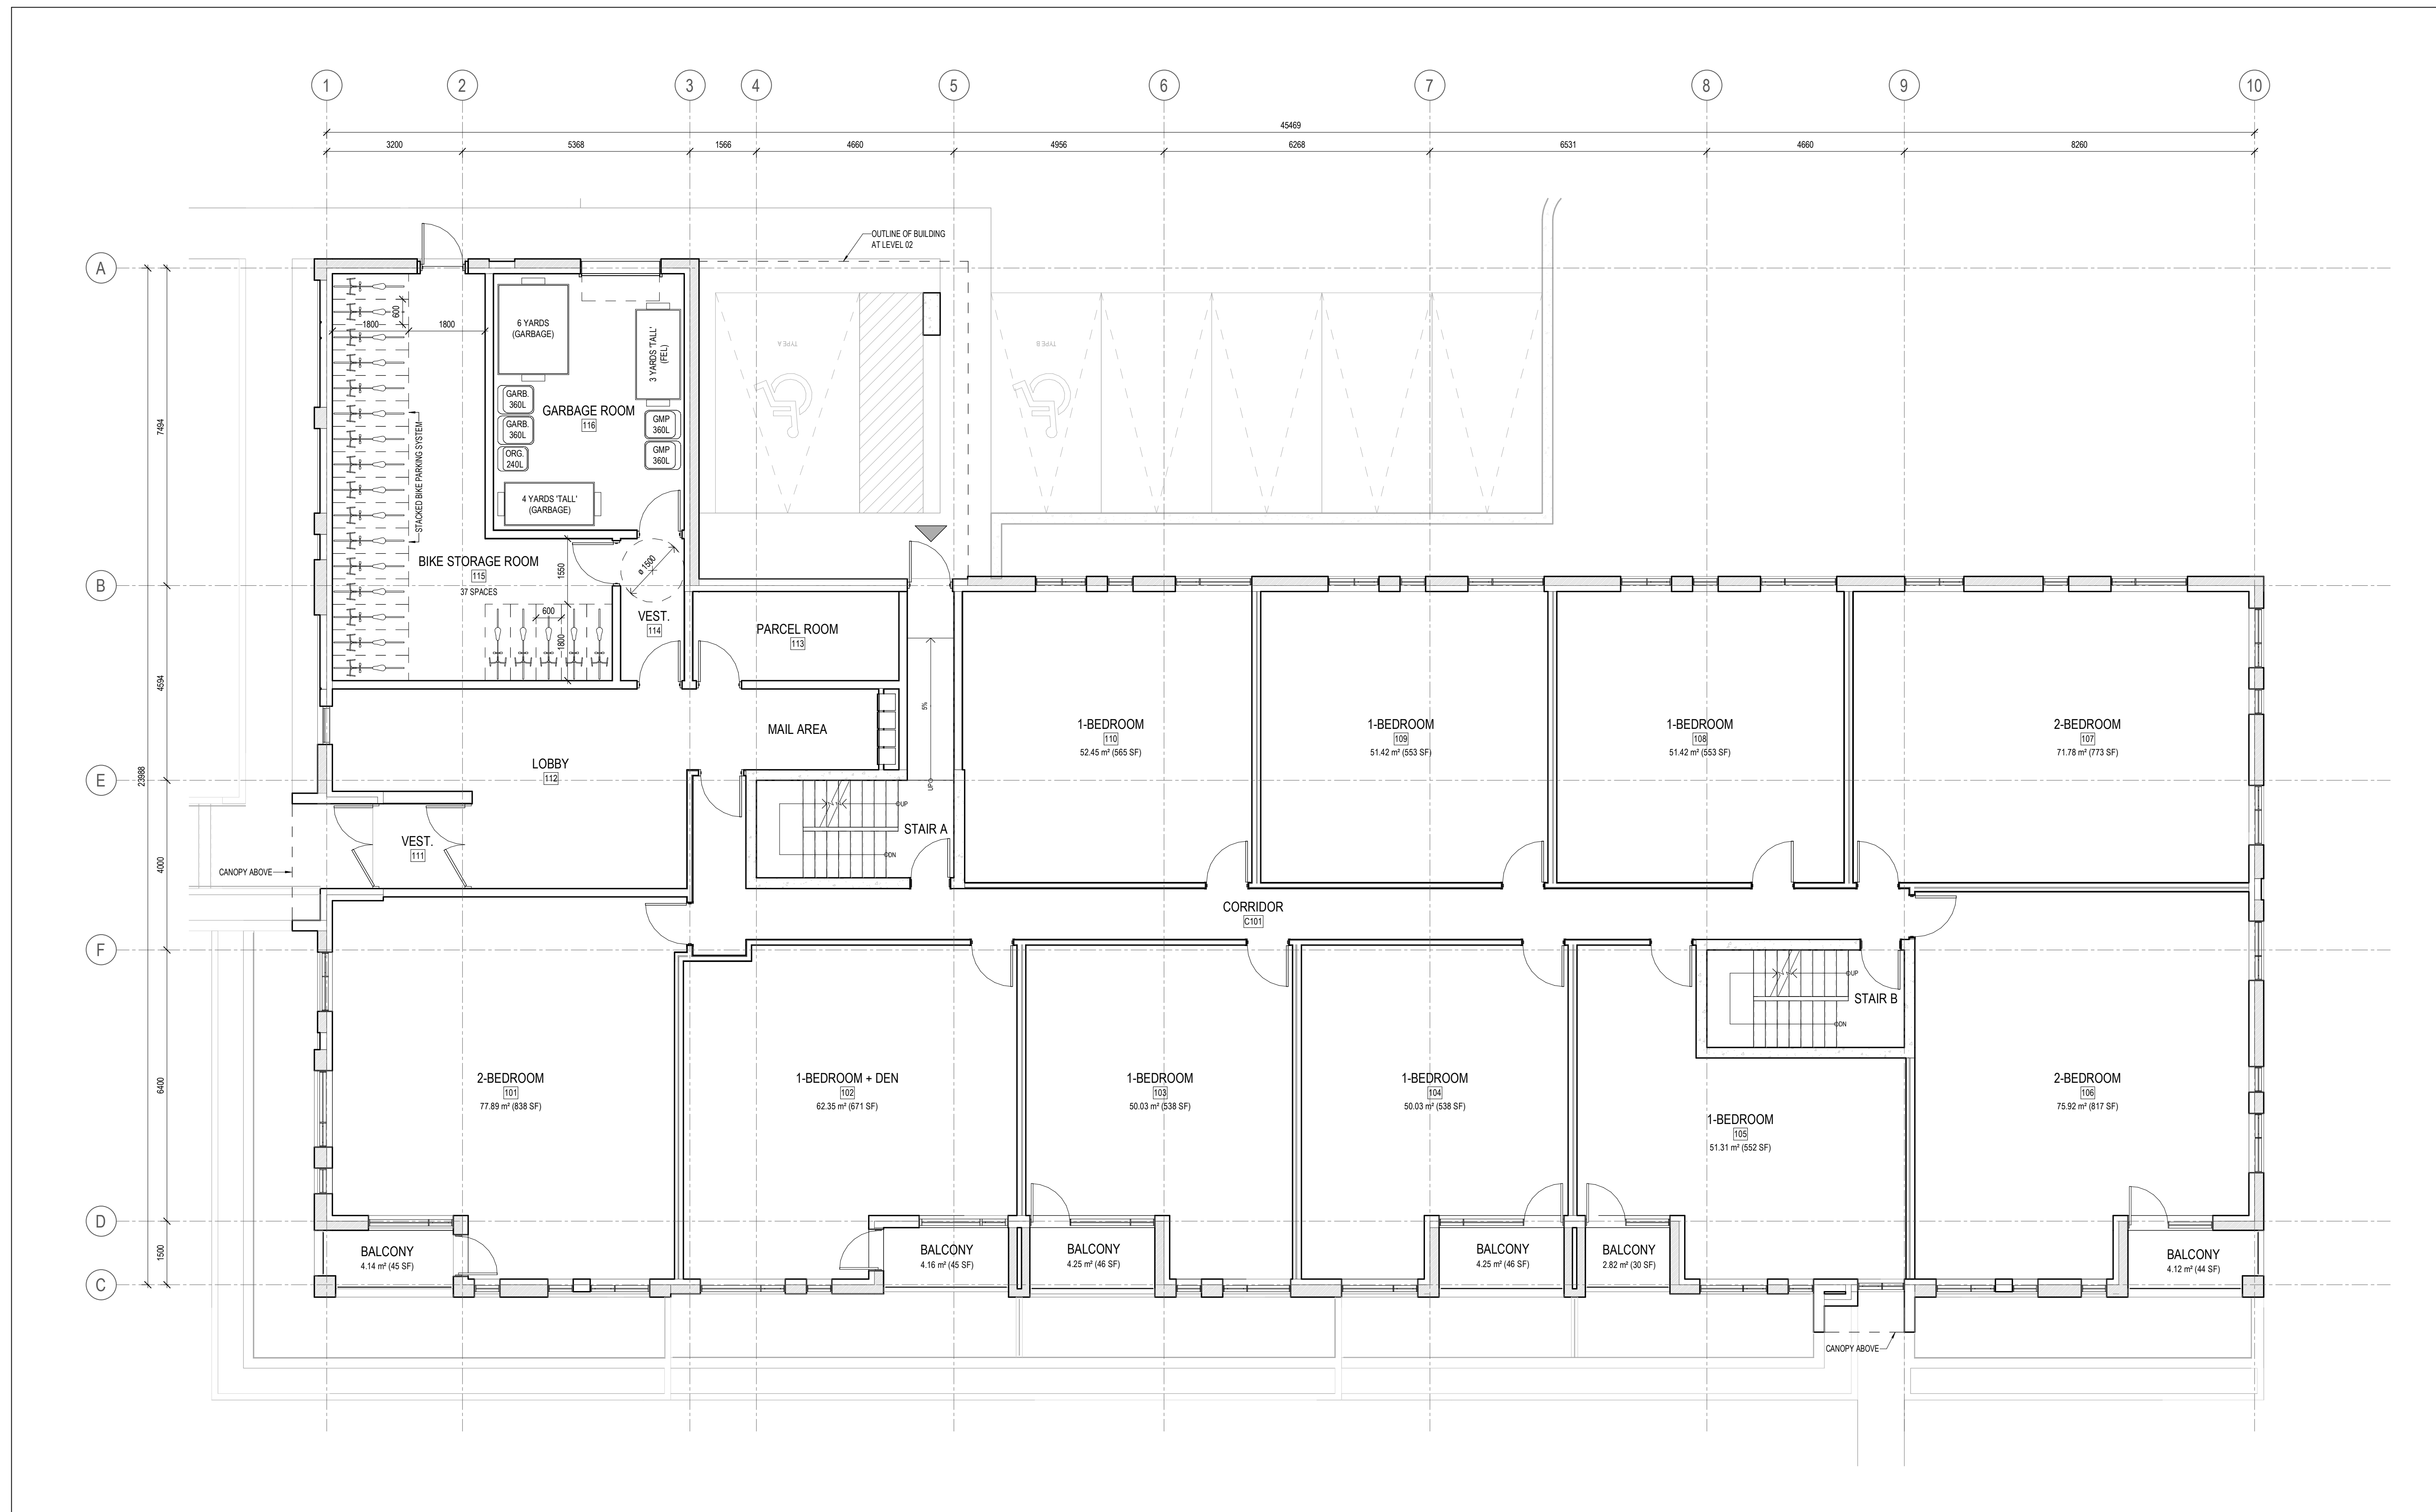 1
2
3
4
5
6
7
8
9
10
45469
3200
5368
1566
4660
4956
6268
6531
4660
8260
OUTLINE OF BUILDING
AT LEVEL 02
A
B
E
F
D
C
23988
7494
4594
4000
6400
1500
1800
1800
600
STACKED BIKE PARKING SYSTEM
6 YARDS
(GARBAGE)
3 YARDS 'TALL'
(FEL)
GARB.
360L
GARB.
360L
ORG.
240L
GARBAGE ROOM
116
GMP
360L
GMP
360L
4 YARDS 'TALL'
(GARBAGE)
TYPE A
TYPE B
BIKE STORAGE ROOM
115
37 SPACES
1550
ø 1500
600
1800
VEST.
114
PARCEL ROOM
113
MAIL AREA
LOBBY
112
5%
UP
VEST.
111
CANOPY ABOVE
UP
DN
STAIR A
1-BEDROOM
110
52.45 m² (565 SF)
1-BEDROOM
109
51.42 m² (553 SF)
1-BEDROOM
108
51.42 m² (553 SF)
2-BEDROOM
107
71.78 m² (773 SF)
CORRIDOR
C101
UP
DN
STAIR B
2-BEDROOM
101
77.89 m² (838 SF)
1-BEDROOM + DEN
102
62.35 m² (671 SF)
1-BEDROOM
103
50.03 m² (538 SF)
1-BEDROOM
104
50.03 m² (538 SF)
1-BEDROOM
105
51.31 m² (552 SF)
2-BEDROOM
106
75.92 m² (817 SF)
BALCONY
4.14 m² (45 SF)
BALCONY
4.16 m² (45 SF)
BALCONY
4.25 m² (46 SF)
BALCONY
4.25 m² (46 SF)
BALCONY
2.82 m² (30 SF)
BALCONY
4.12 m² (44 SF)
CANOPY ABOVE